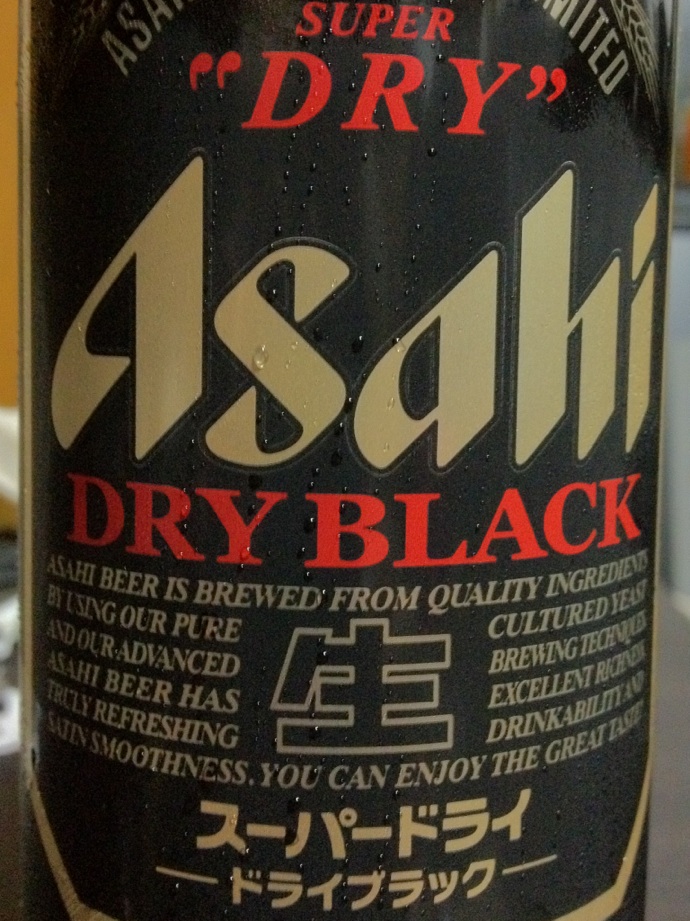 SUPER
"DRY"
Asahi
DRY BLACK
ASAHI BEER IS BREWED FROM QUALITY INGREDIENTS
BY USING OUR PURE CULTURED YEAST
AND OUR ADVANCED BREWING TECHNIQUES
ASAHI BEER HAS EXCELLENT RICHNESS,
TRULY REFRESHING DRINKABILITY AND
SATIN SMOOTHNESS. YOU CAN ENJOY THE GREAT TASTE!
生
スーパードライ
ードライブラックー